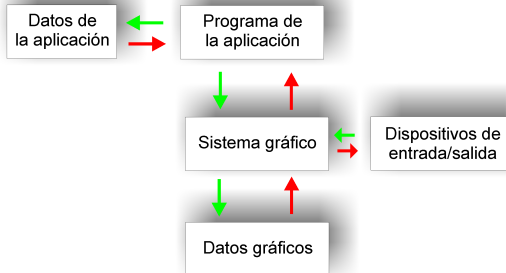 Datos de
la aplicación
Programa de
la aplicación
Sistema gráfico
Dispositivos de
entrada/salida
Datos gráficos